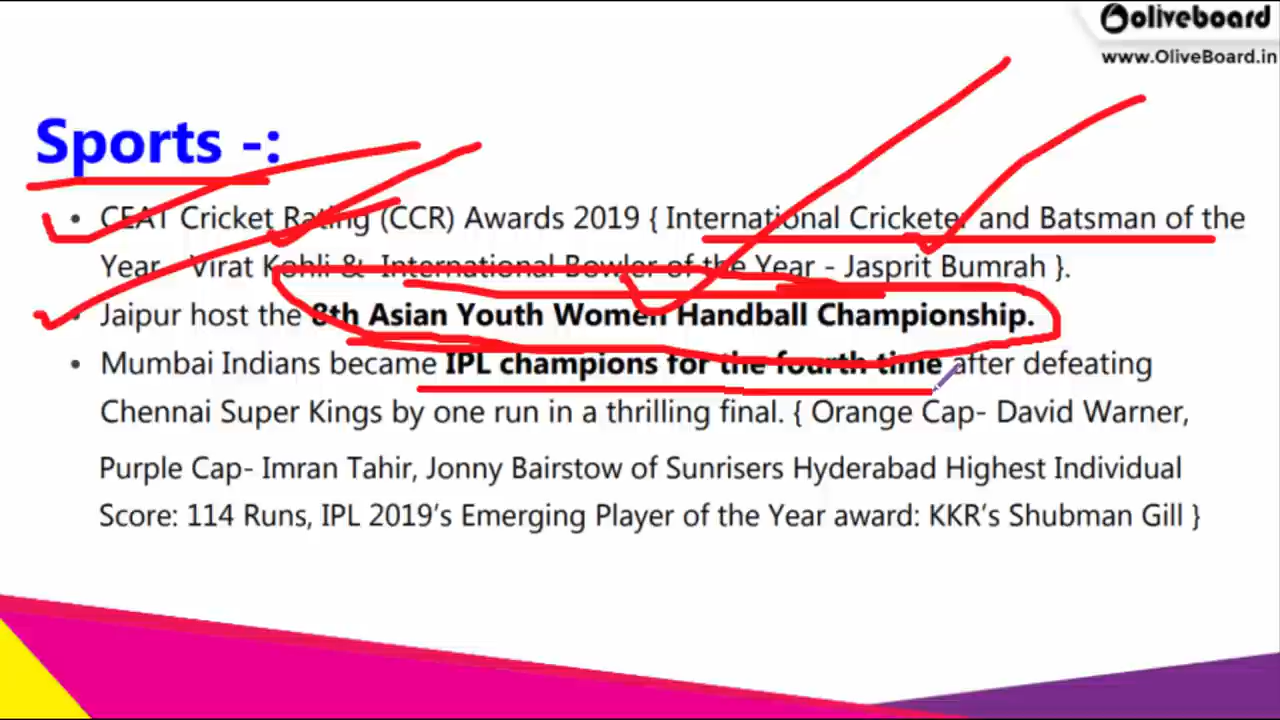 oliveboard
www.OliveBoard.in
Sports -:
• CEAT Cricket Rating (CCR) Awards 2019 { International Cricketer and Batsman of the
Year - Virat Kohli & International Bowler of the Year - Jasprit Bumrah }.
• Jaipur host the 8th Asian Youth Women Handball Championship.
• Mumbai Indians became IPL champions for the fourth time after defeating
Chennai Super Kings by one run in a thrilling final. { Orange Cap- David Warner,
Purple Cap- Imran Tahir, Jonny Bairstow of Sunrisers Hyderabad Highest Individual
Score: 114 Runs, IPL 2019’s Emerging Player of the Year award: KKR’s Shubman Gill }